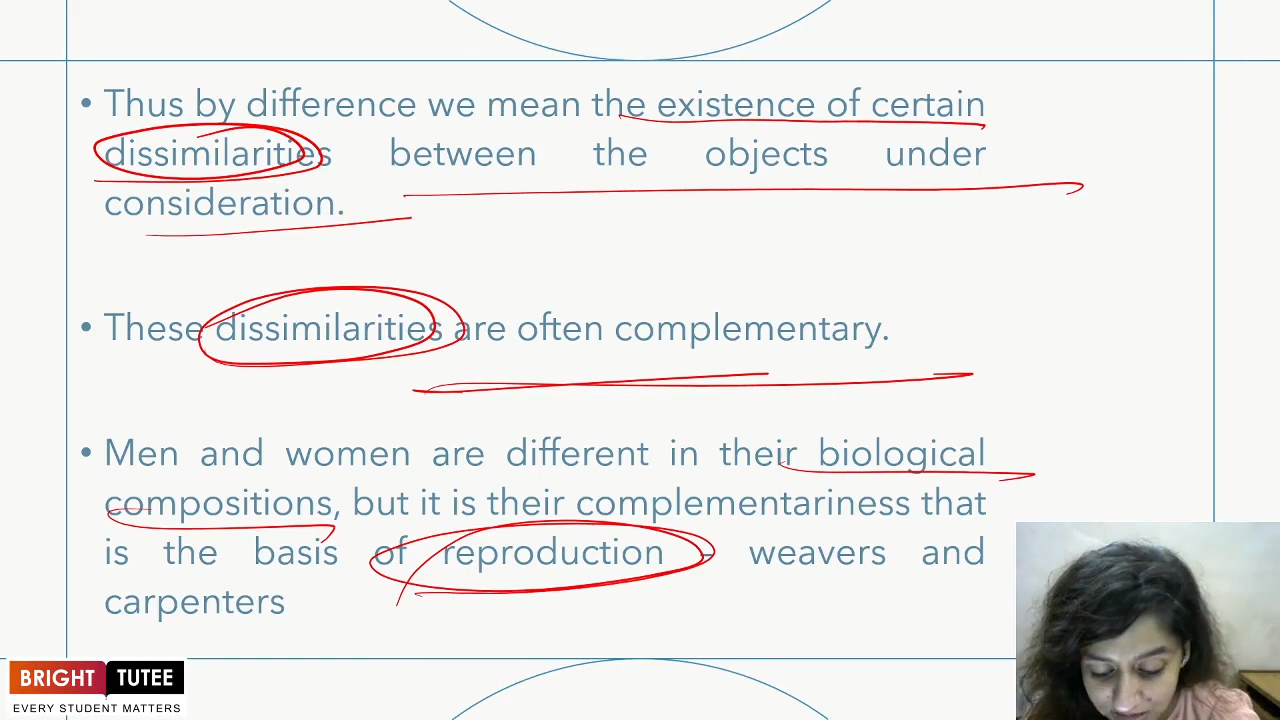 • Thus by difference we mean the existence of certain
dissimilarities between the objects under
consideration.
• These dissimilarities are often complementary.
• Men and women are different in their biological
compositions, but it is their complementariness that
is the basis of reproduction - weavers and
carpenters
BRIGHT TUTEE
EVERY STUDENT MATTERS